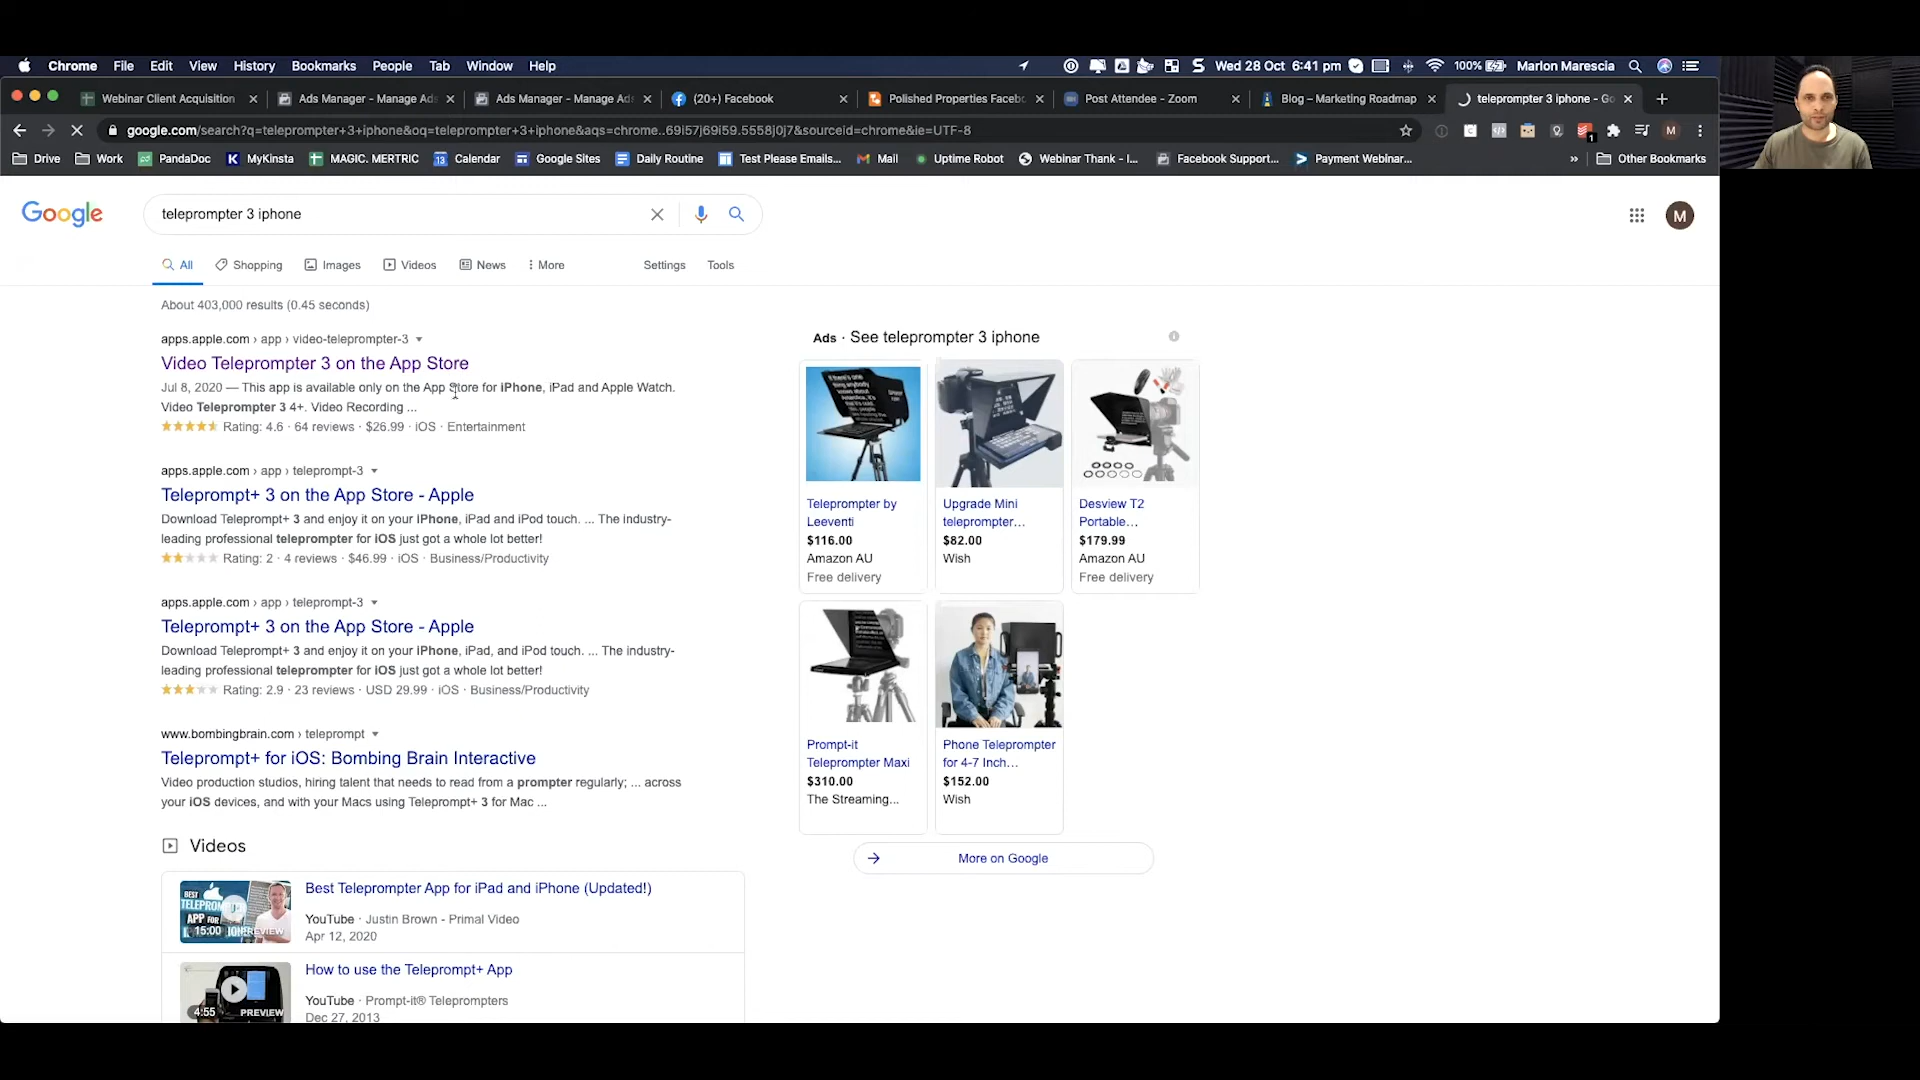 Chrome File Edit View History Bookmarks People Tab Window Help
Wed 28 Oct 6:41 pm 100% Marlon Marescia
Webinar Client Acquisition
Ads Manager - Manage Ads
Ads Manager - Manage Ads
(20+) Facebook
Polished Properties Facebo
Post Attendee - Zoom
Blog – Marketing Roadmap
teleprompter 3 iphone - Go
google.com/search?q=teleprompter+3+iphone&oq=teleprompter+3+iphone&aqs=chrome..69i57j69i59.5558j0j7&sourceid=chrome&ie=UTF-8
Drive Work PandaDoc MyKinsta MAGIC. MERTRIC Calendar Google Sites Daily Routine Test Please Emails... Mail Uptime Robot Webinar Thank - I... Facebook Support... Payment Webinar... » Other Bookmarks
Google
teleprompter 3 iphone
M
All Shopping Images Videos News More Settings Tools
About 403,000 results (0.45 seconds)
apps.apple.com › app › video-teleprompter-3
Video Teleprompter 3 on the App Store
Jul 8, 2020 — This app is available only on the App Store for iPhone, iPad and Apple Watch.
Video Teleprompter 3 4+. Video Recording ...
Rating: 4.6 · 64 reviews · $26.99 · iOS · Entertainment
apps.apple.com › app › teleprompt-3
Teleprompt+ 3 on the App Store - Apple
Download Teleprompt+ 3 and enjoy it on your iPhone, iPad and iPod touch. ... The industry-
leading professional teleprompter for iOS just got a whole lot better!
Rating: 2 · 4 reviews · $46.99 · iOS · Business/Productivity
apps.apple.com › app › teleprompt-3
Teleprompt+ 3 on the App Store - Apple
Download Teleprompt+ 3 and enjoy it on your iPhone, iPad, and iPod touch. ... The industry-
leading professional teleprompter for iOS just got a whole lot better!
Rating: 2.9 · 23 reviews · USD 29.99 · iOS · Business/Productivity
www.bombingbrain.com › teleprompt
Teleprompt+ for iOS: Bombing Brain Interactive
Video production studios, hiring talent that needs to read from a prompter regularly; ... across
your iOS devices, and with your Macs using Teleprompt+ 3 for Mac ...
Videos
BEST
TELEPROMPTER
APP FOR
15:00 PREVIEW
Best Teleprompter App for iPad and iPhone (Updated!)
YouTube · Justin Brown - Primal Video
Apr 12, 2020
4:55 PREVIEW
How to use the Teleprompt+ App
YouTube · Prompt-it® Teleprompters
Dec 27, 2013
Ads · See teleprompter 3 iphone
Teleprompter by
Leeventi
$116.00
Amazon AU
Free delivery
Upgrade Mini
teleprompter...
$82.00
Wish
Desview T2
Portable...
$179.99
Amazon AU
Free delivery
Prompt-it
Teleprompter Maxi
$310.00
The Streaming...
Phone Teleprompter
for 4-7 Inch...
$152.00
Wish
More on Google